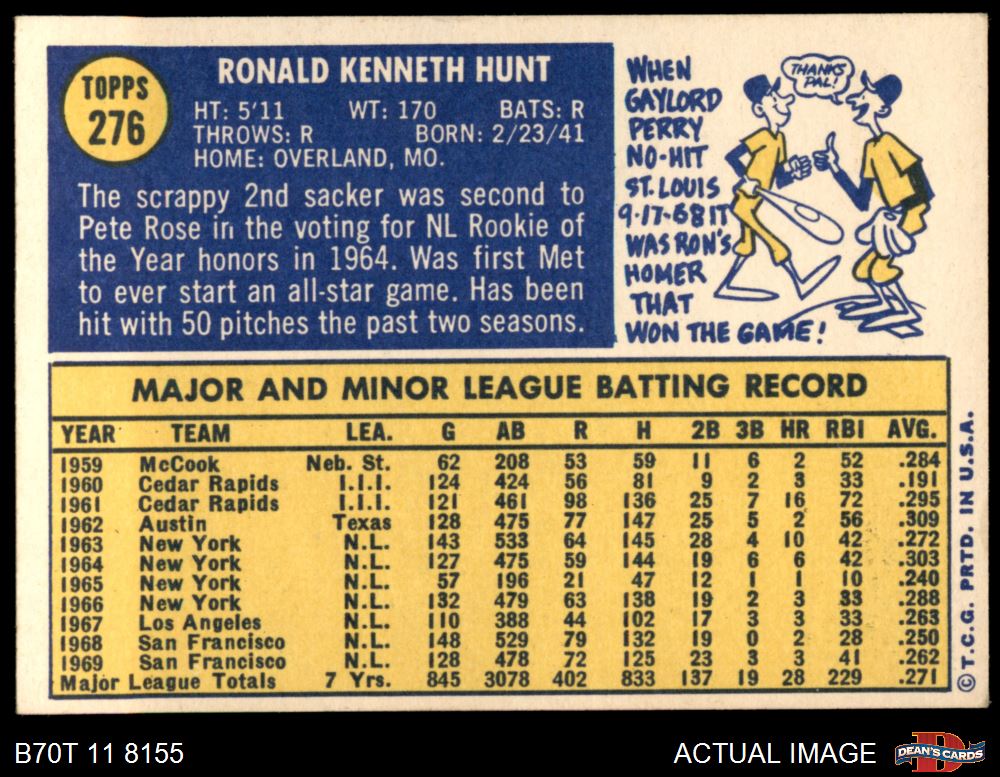 TOPPS
276
RONALD KENNETH HUNT
HT: 5'11 WT: 170 BATS: R
THROWS: R BORN: 2/23/41
HOME: OVERLAND, MO.
The scrappy 2nd sacker was second to
Pete Rose in the voting for NL Rookie of
the Year honors in 1964. Was first Met
to ever start an all-star game. Has been
hit with 50 pitches the past two seasons.
WHEN
GAYLORD
PERRY
NO-HIT
ST. LOUIS
9-17-68 IT
WAS RON'S
HOMER
THAT
WON THE GAME!
THANKS
PAL!
MAJOR AND MINOR LEAGUE BATTING RECORD
YEAR TEAM LEA. G AB R H 2B 3B HR RBI AVG.
1959 McCook Neb. St. 62 208 53 59 11 6 2 52 .284
1960 Cedar Rapids I.I.I. 124 424 56 81 9 2 3 33 .191
1961 Cedar Rapids I.I.I. 121 461 98 136 25 7 16 72 .295
1962 Austin Texas 128 475 77 147 25 5 2 56 .309
1963 New York N.L. 143 533 64 145 28 4 10 42 .272
1964 New York N.L. 127 475 59 144 19 6 6 42 .303
1965 New York N.L. 57 196 21 47 12 1 1 10 .240
1966 New York N.L. 132 479 63 138 19 2 3 33 .288
1967 Los Angeles N.L. 110 388 44 102 17 3 3 33 .263
1968 San Francisco N.L. 148 529 79 132 19 0 2 28 .250
1969 San Francisco N.L. 128 478 72 125 23 3 3 41 .262
Major League Totals 7 Yrs. 845 3078 402 833 137 19 28 229 .271
© T.C.G. PRTD. IN U.S.A.
B70T 11 8155
ACTUAL IMAGE
D
DEAN'S CARDS